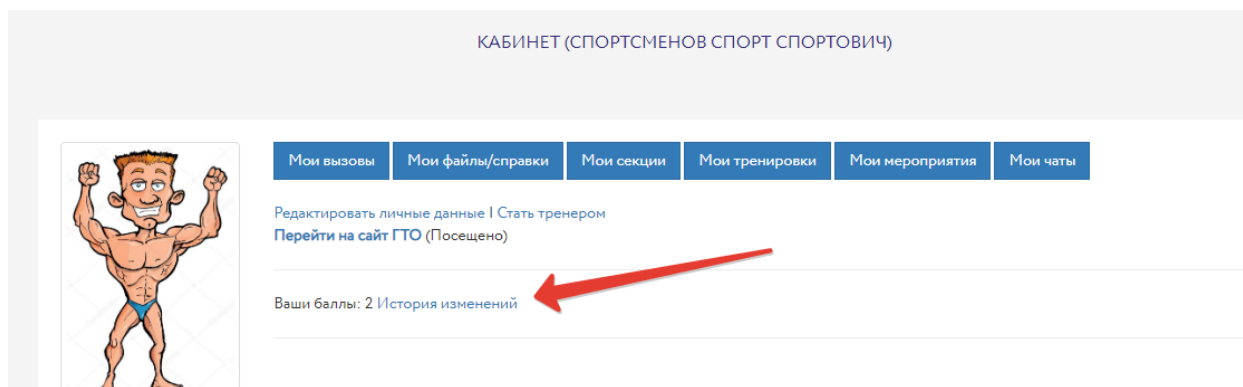 КАБИНЕТ (СПОРТСМЕНОВ СПОРТ СПОРТОВИЧ)
Мои вызовы Мои файлы/справки Мои секции Мои тренировки Мои мероприятия Мои чаты
Редактировать личные данные | Стать тренером
Перейти на сайт ГТО (Посещено)
Ваши баллы: 2 История изменений